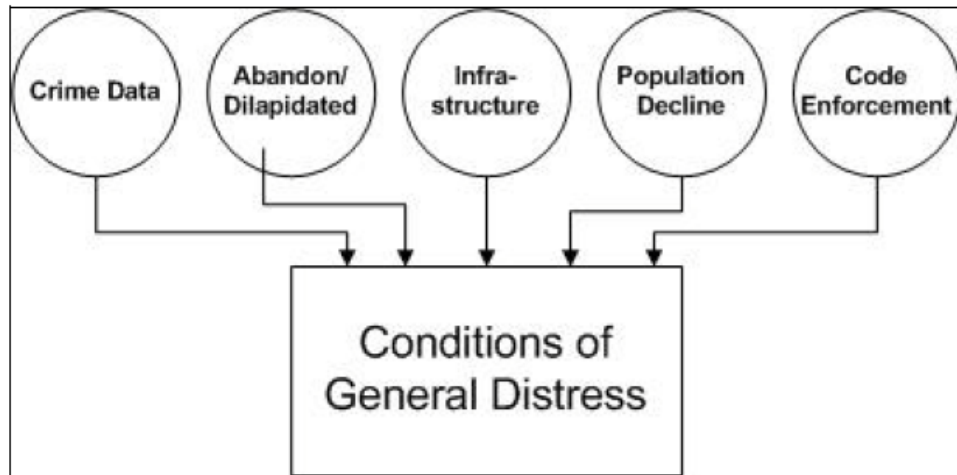 Crime Data
Abandon/
Dilapidated
Infra-
structure
Population
Decline
Code
Enforcement
Conditions of
General Distress